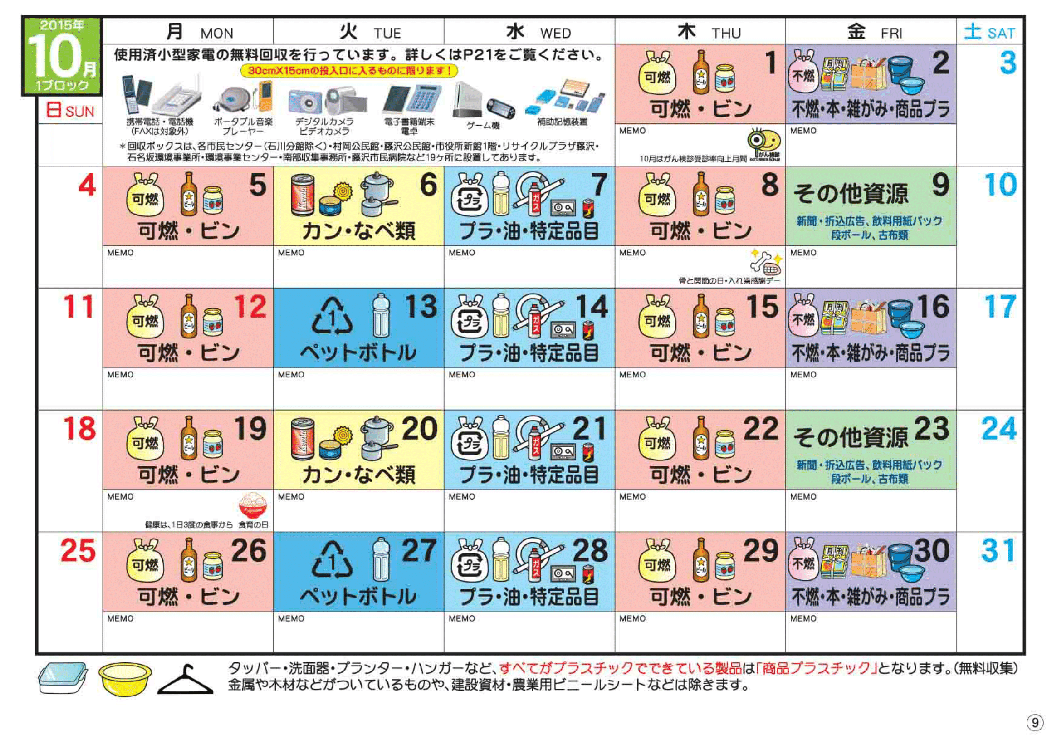 2015年
10月
1ブロック
月 MON
火 TUE
水 WED
木 THU
金 FRI
土 SAT
日 SUN
使用済小型家電の無料回収を行っています。詳しくはP21をご覧ください。
30cm×15cmの投入口に入るものに限ります！
携帯電話・電話機
(FAXは対象外)
ポータブル音楽
プレーヤー
デジタルカメラ
ビデオカメラ
電子書籍端末
電卓
ゲーム機
補助記憶装置
＊回収ボックスは、各市民センター(石川分館除く)・村岡公民館・藤沢公民館・市役所新館1階・リサイクルプラザ藤沢・
石名坂環境事業所・環境事業センター・南部収集事務所・藤沢市民病院など19ヶ所に設置してあります。
可燃 1
可燃・ビン
MEMO
10月はがん検診受診率向上月間
不燃 2
不燃・本・雑がみ・商品プラ
MEMO
3
4
可燃 5
可燃・ビン
MEMO
6
カン・なべ類
MEMO
プラ 7
プラ・油・特定品目
MEMO
可燃 8
可燃・ビン
MEMO
骨と関節の日・入れ歯感謝デー
その他資源 9
新聞・折込広告、飲料用紙パック
段ボール、古布類
MEMO
10
11
可燃 12
可燃・ビン
MEMO
1 13
ペットボトル
MEMO
プラ 14
プラ・油・特定品目
MEMO
可燃 15
可燃・ビン
MEMO
不燃 16
不燃・本・雑がみ・商品プラ
MEMO
17
18
可燃 19
可燃・ビン
MEMO
健康は、1日3度の食事から 食育の日
20
カン・なべ類
MEMO
プラ 21
プラ・油・特定品目
MEMO
可燃 22
可燃・ビン
MEMO
その他資源 23
新聞・折込広告、飲料用紙パック
段ボール、古布類
MEMO
24
25
可燃 26
可燃・ビン
MEMO
1 27
ペットボトル
MEMO
プラ 28
プラ・油・特定品目
MEMO
可燃 29
可燃・ビン
MEMO
不燃 30
不燃・本・雑がみ・商品プラ
MEMO
31
タッパー・洗面器・プランター・ハンガーなど、すべてがプラスチックでできている製品は「商品プラスチック」となります。(無料収集)
金属や木材などがついているものや、建設資材・農業用ビニールシートなどは除きます。
⑨